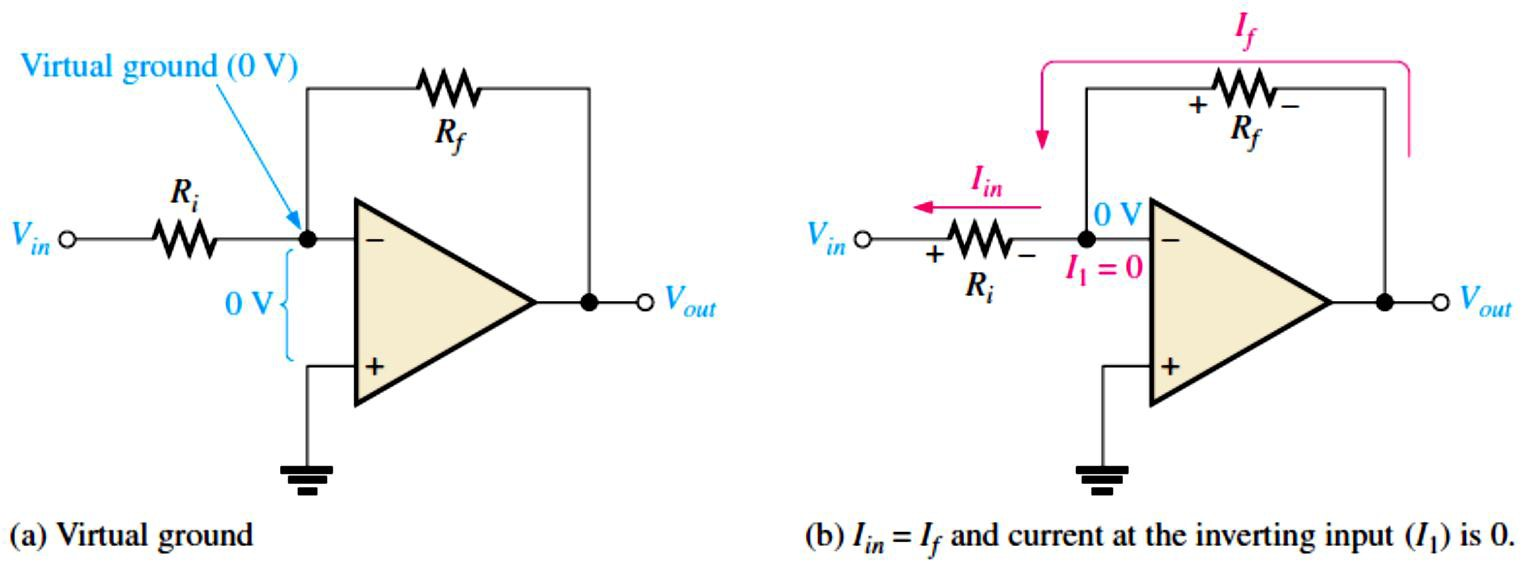 Virtual ground (0 V)
R_f
R_i
V_in
−
0 V
V_out
+
(a) Virtual ground
I_f
+ −
R_f
I_in
0 V
V_in
−
+ −
I_1 = 0
R_i
V_out
+
(b) I_in = I_f and current at the inverting input (I_1) is 0.